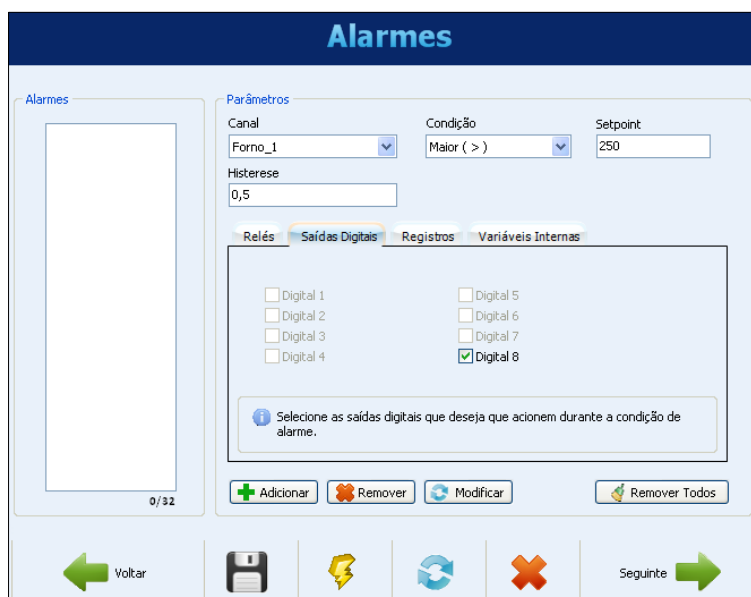 Alarmes
Alarmes
0/32
Parâmetros
Canal
Condição
Setpoint
Forno_1
Maior ( > )
250
Histerese
0,5
Relés
Saídas Digitais
Registros
Variáveis Internas
Digital 1
Digital 5
Digital 2
Digital 6
Digital 3
Digital 7
Digital 4
Digital 8
Selecione as saídas digitais que deseja que acionem durante a condição de
alarme.
Adicionar
Remover
Modificar
Remover Todos
Voltar
Seguinte